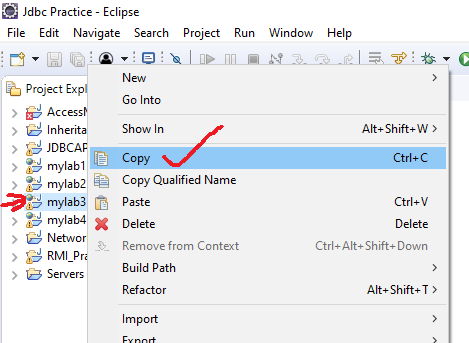 Jdbc Practice - Eclipse
File Edit Navigate Search Project Run Window Help
Project Expl
New
Go Into
Show In Alt+Shift+W
Copy Ctrl+C
Copy Qualified Name
Paste Ctrl+V
Delete Delete
Remove from Context Ctrl+Alt+Shift+Down
Build Path
Refactor Alt+Shift+T
Import
Export
AccessM
Inherita
JDBCAP
mylab1
mylab2
mylab3
mylab4
Network
RMI_Pra
Servers